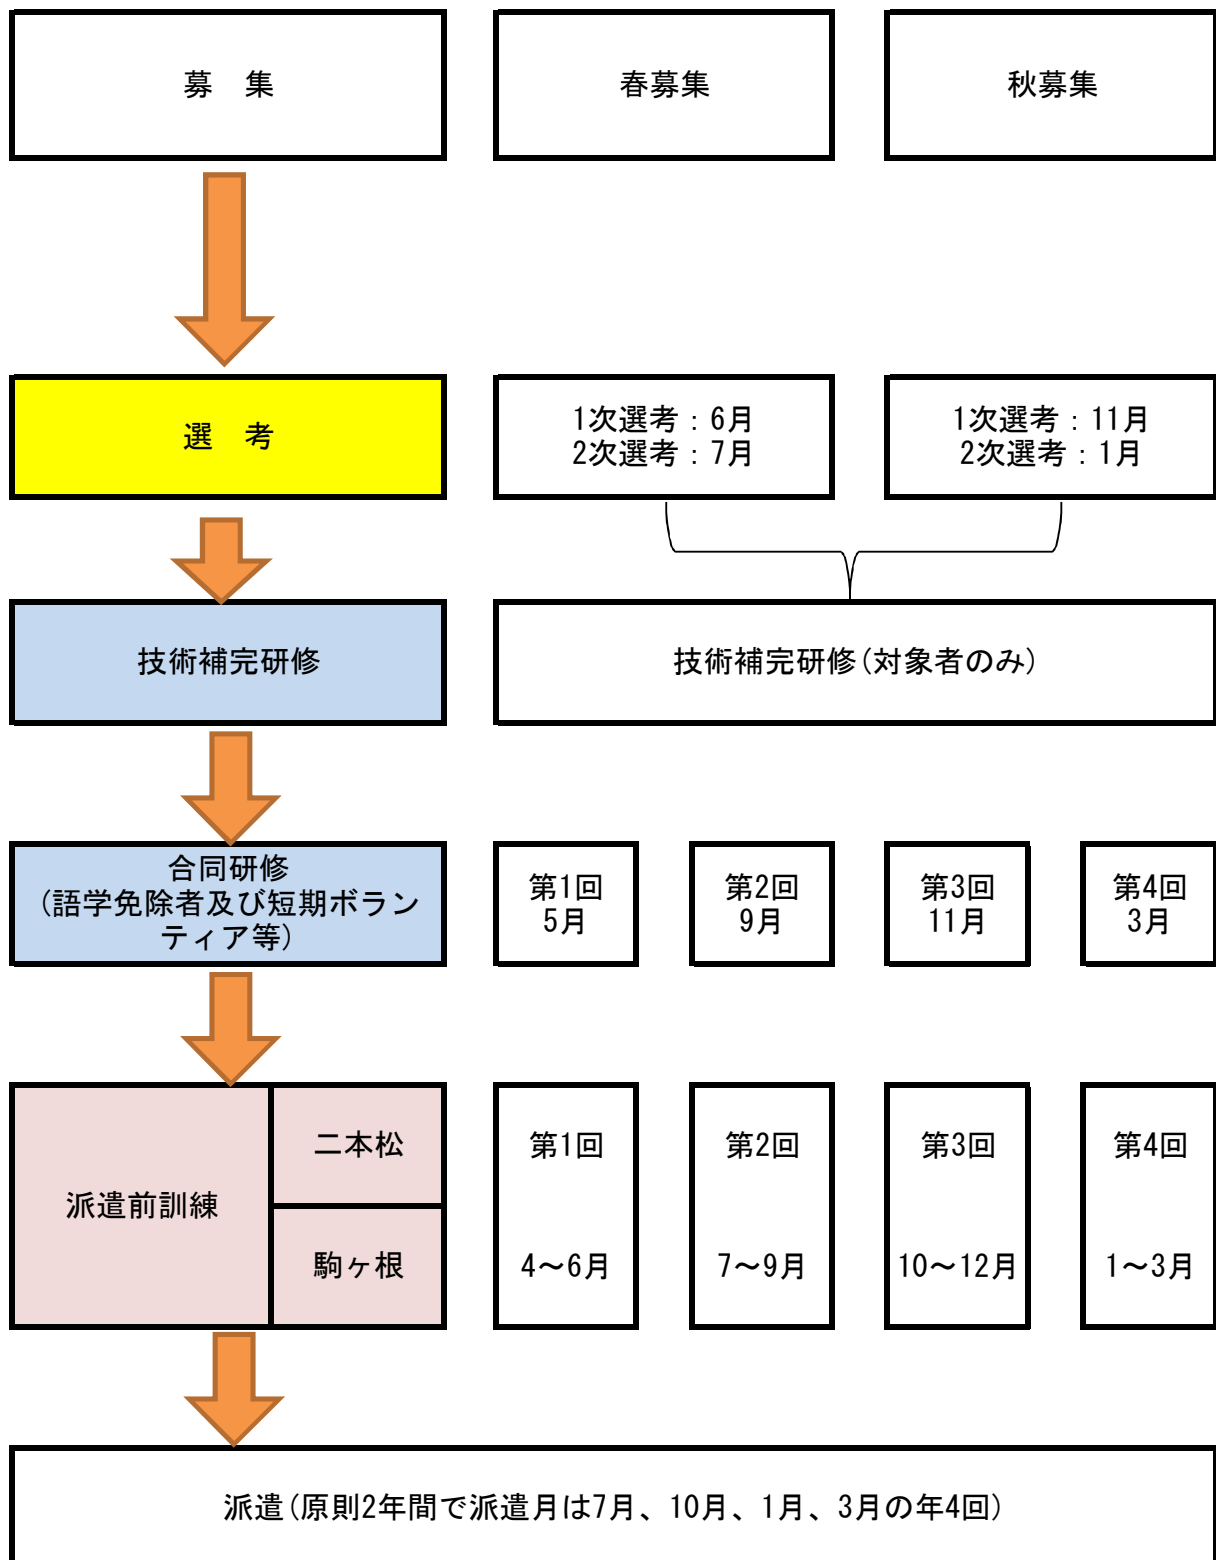 募　集
春募集
秋募集
選　考
1次選考：6月
2次選考：7月
1次選考：11月
2次選考：1月
技術補完研修
技術補完研修(対象者のみ)
合同研修
(語学免除者及び短期ボラン
ティア等)
第1回
5月
第2回
9月
第3回
11月
第4回
3月
派遣前訓練
二本松
駒ヶ根
第1回
4～6月
第2回
7～9月
第3回
10～12月
第4回
1～3月
派遣(原則2年間で派遣月は7月、10月、1月、3月の年4回)